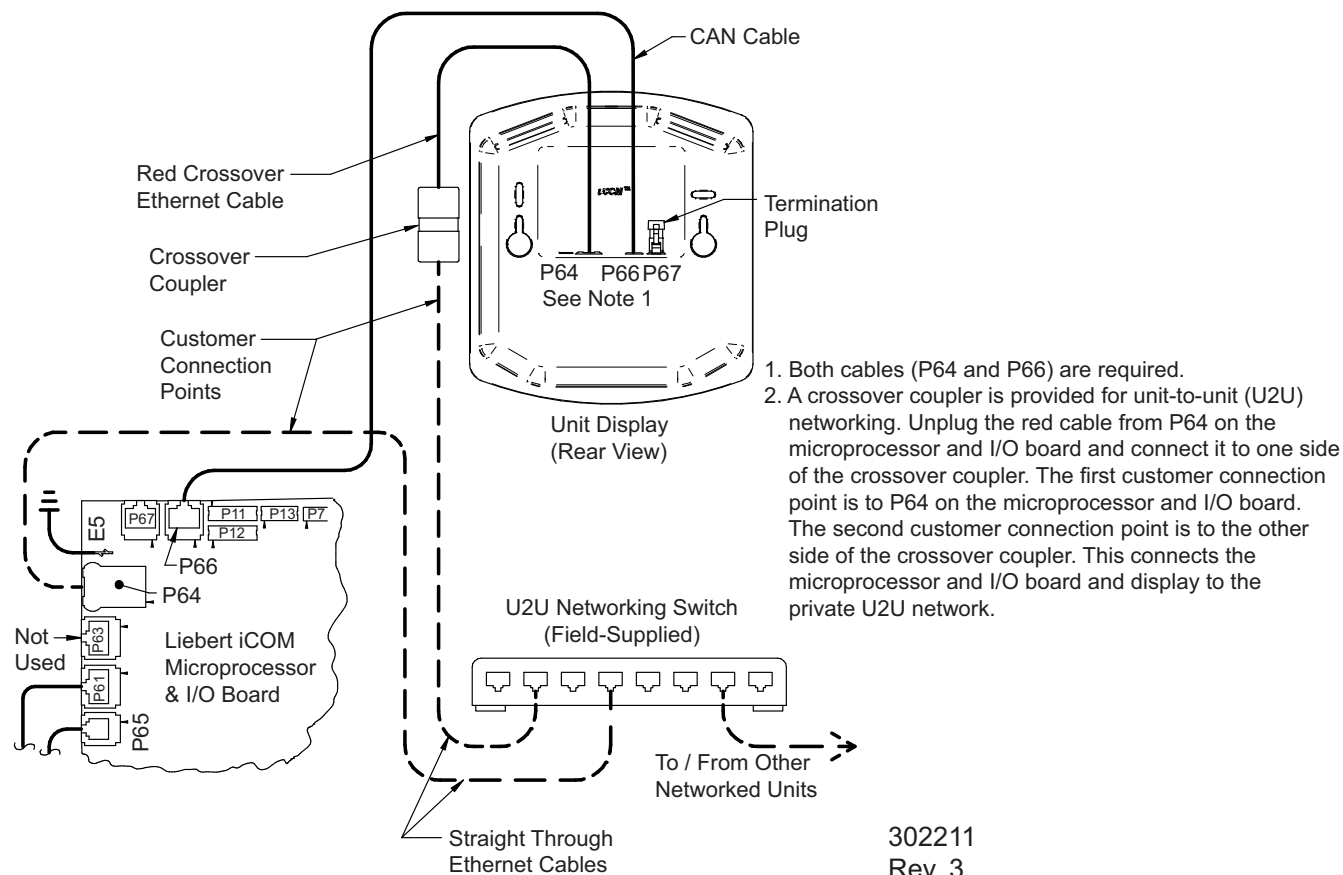 CAN Cable
Red Crossover
Ethernet Cable
Crossover
Coupler
Customer
Connection
Points
iCOM™
Termination
Plug
P64
P66
P67
See Note 1
Unit Display
(Rear View)
1. Both cables (P64 and P66) are required.
2. A crossover coupler is provided for unit-to-unit (U2U)
networking. Unplug the red cable from P64 on the
microprocessor and I/O board and connect it to one side
of the crossover coupler. The first customer connection
point is to P64 on the microprocessor and I/O board.
The second customer connection point is to the other
side of the crossover coupler. This connects the
microprocessor and I/O board and display to the
private U2U network.
E5
P67
P11
P13
P7
P12
P66
P64
Not
Used
P63
P61
P65
Liebert iCOM
Microprocessor
& I/O Board
U2U Networking Switch
(Field-Supplied)
To / From Other
Networked Units
Straight Through
Ethernet Cables
302211
Rev. 3